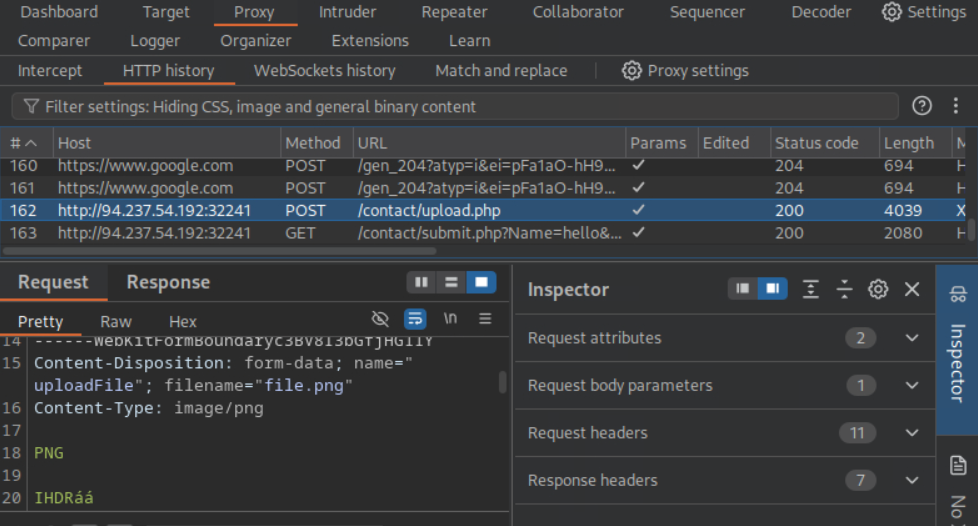 Dashboard Target Proxy Intruder Repeater Collaborator Sequencer Decoder Settings
Comparer Logger Organizer Extensions Learn
Intercept HTTP history WebSockets history Match and replace Proxy settings
Filter settings: Hiding CSS, image and general binary content
# Host Method URL Params Edited Status code Length M
160 https://www.google.com POST /gen_204?atyp=i&ei=pFa1aO-hH9... ✓ 204 694 H
161 https://www.google.com POST /gen_204?atyp=i&ei=pFa1aO-hH9... ✓ 204 694 H
162 http://94.237.54.192:32241 POST /contact/upload.php ✓ 200 4039 X
163 http://94.237.54.192:32241 GET /contact/submit.php?Name=hello&... ✓ 200 2080 H
Request Response
Pretty Raw Hex \n
14
15 Content-Disposition: form-data; name="
uploadFile"; filename="file.png"
16 Content-Type: image/png
17
18 PNG
19
20 IHDRáá
Inspector
Request attributes 2
Request body parameters 1
Request headers 11
Response headers 7
Inspector
No